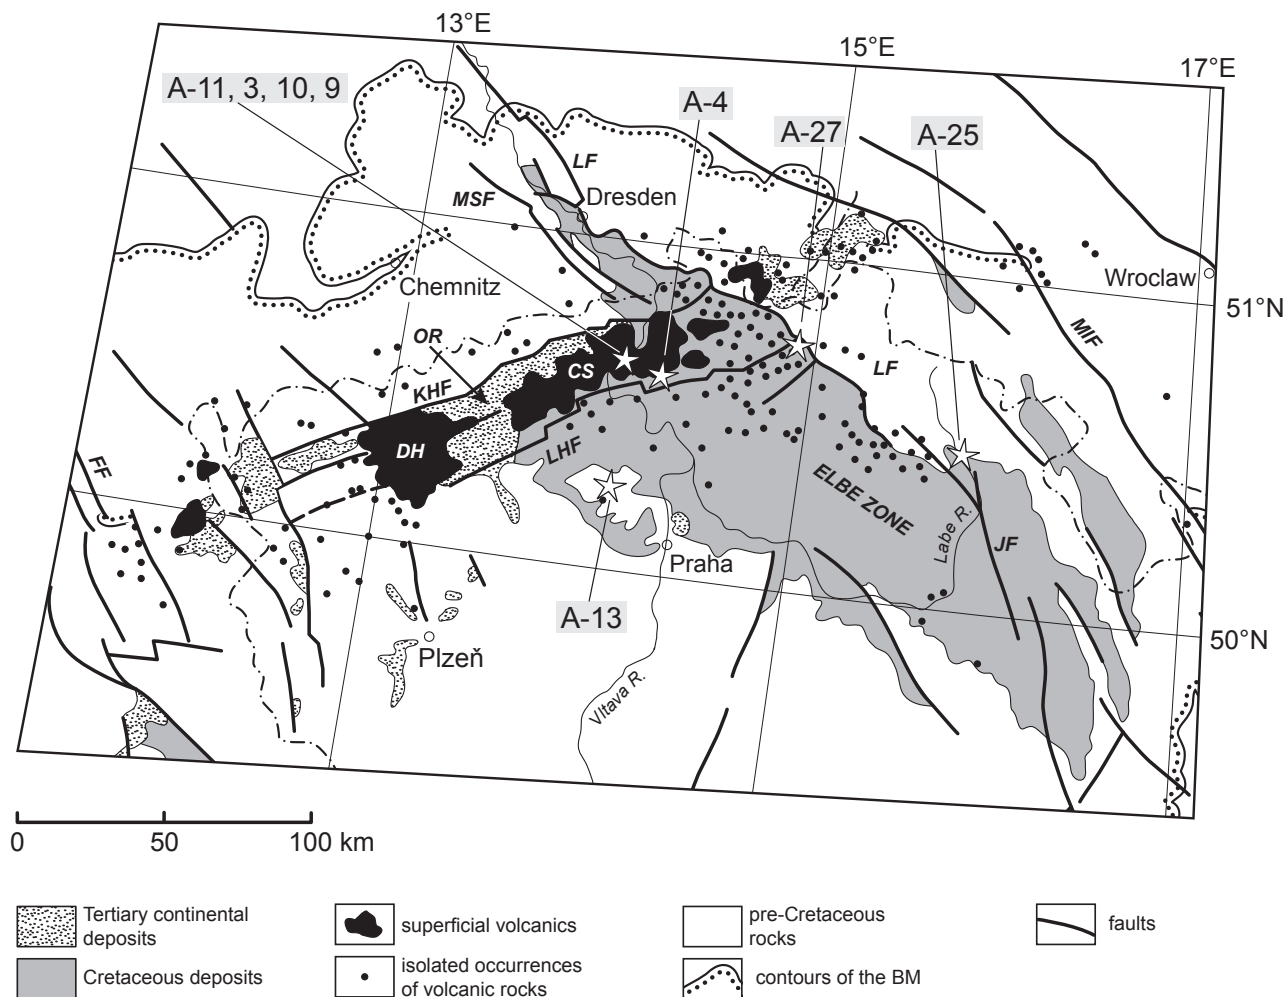 13°E
15°E
17°E
A-11, 3, 10, 9
A-4
A-27
A-25
LF
MSF
Dresden
Wroclaw
Chemnitz
51°N
OR
MIF
KHF
CS
LF
DH
LHF
FF
ELBE ZONE
Labe R.
JF
Praha
A-13
50°N
Plzeň
Vltava R.
0
50
100 km
Tertiary continental
deposits
superficial volcanics
pre-Cretaceous
rocks
faults
Cretaceous deposits
isolated occurrences
of volcanic rocks
contours of the BM